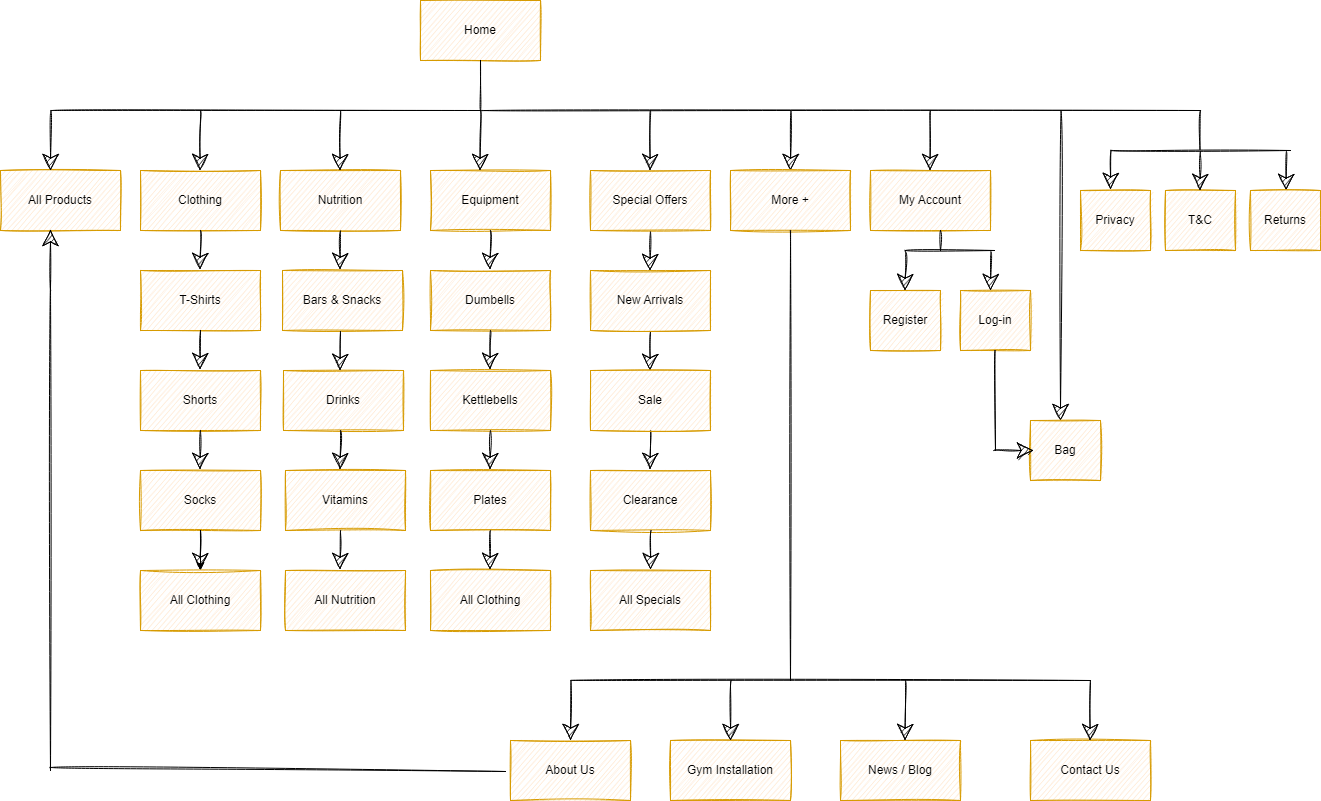 Home
All Products
Clothing
Nutrition
Equipment
Special Offers
More +
My Account
Privacy
T&C
Returns
T-Shirts
Bars & Snacks
Dumbells
New Arrivals
Register
Log-in
Shorts
Drinks
Kettlebells
Sale
Bag
Socks
Vitamins
Plates
Clearance
All Clothing
All Nutrition
All Clothing
All Specials
About Us
Gym Installation
News / Blog
Contact Us